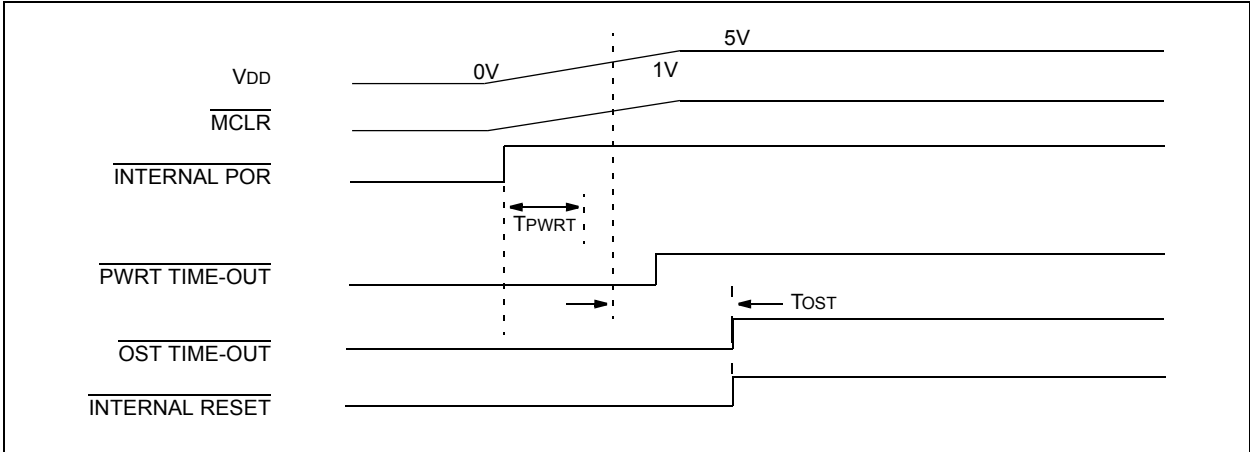 5V
VDD 0V 1V
MCLR
INTERNAL POR
TPWRT
PWRT TIME-OUT
TOST
OST TIME-OUT
INTERNAL RESET